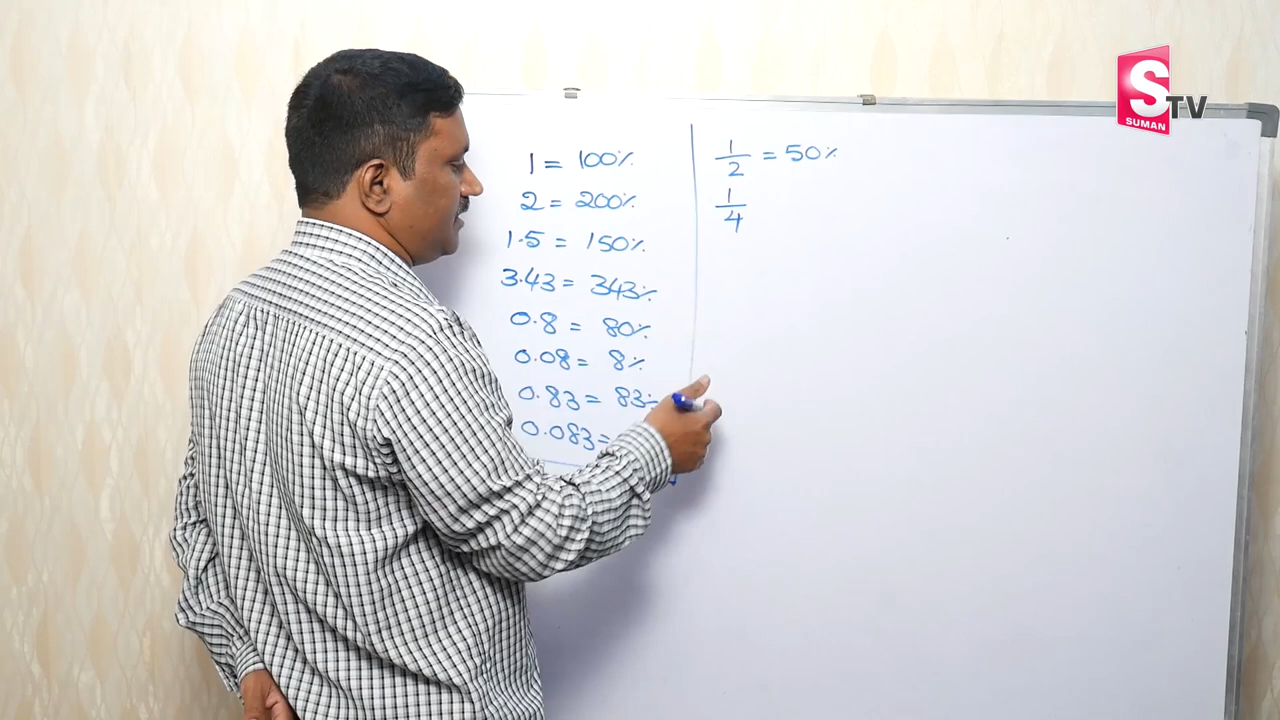 1 = 100%
2 = 200%
1.5 = 150%
3.43 = 343%
0.8 = 80%
0.08 = 8%
0.83 = 83%
0.083 =
1/2 = 50%
1/4
S TV
SUMAN